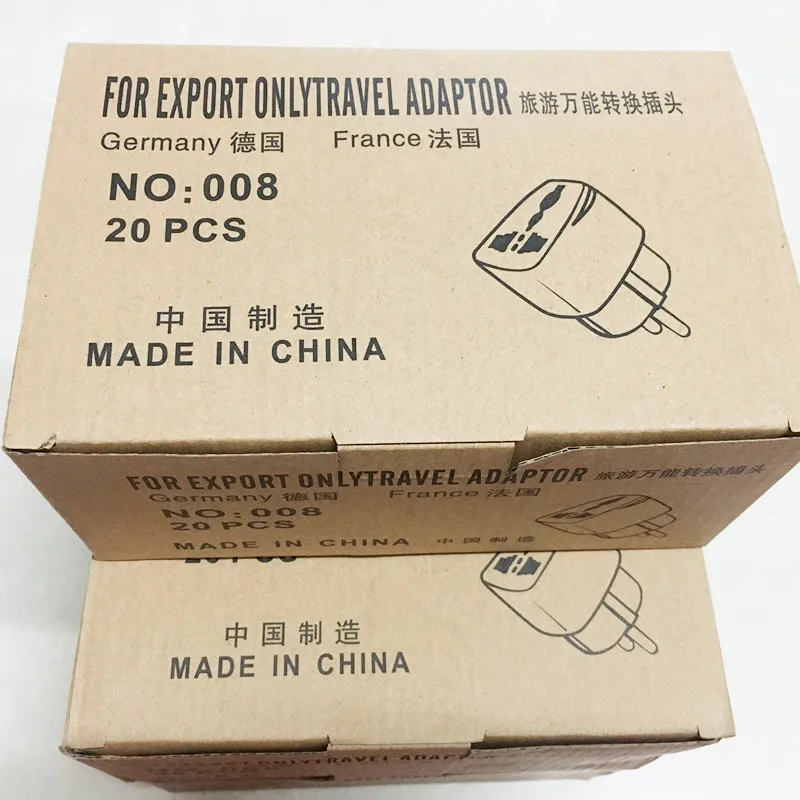 FOR EXPORT ONLYTRAVEL ADAPTOR 旅游万能转换插头
Germany 德国 France 法国
NO:008
20 PCS
中国制造
MADE IN CHINA
FOR EXPORT ONLYTRAVEL ADAPTOR 旅游万能转换插头
Germany 德国 France 法国
NO:008
20 PCS
MADE IN CHINA 中国制造
中国制造
MADE IN CHINA